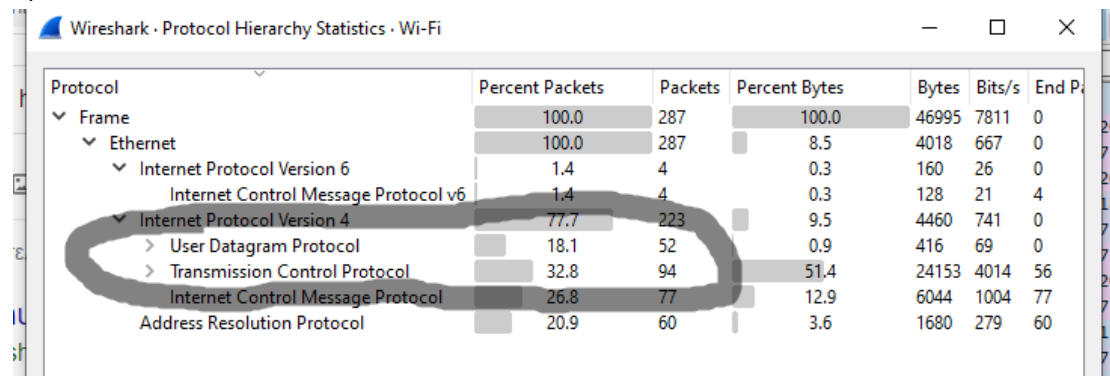 Wireshark · Protocol Hierarchy Statistics · Wi-Fi
Protocol Percent Packets Packets Percent Bytes Bytes Bits/s End Pa
Frame 100.0 287 100.0 46995 7811 0
Ethernet 100.0 287 8.5 4018 667 0
Internet Protocol Version 6 1.4 4 0.3 160 26 0
Internet Control Message Protocol v6 1.4 4 0.3 128 21 4
Internet Protocol Version 4 77.7 223 9.5 4460 741 0
User Datagram Protocol 18.1 52 0.9 416 69 0
Transmission Control Protocol 32.8 94 51.4 24153 4014 56
Internet Control Message Protocol 26.8 77 12.9 6044 1004 77
Address Resolution Protocol 20.9 60 3.6 1680 279 60